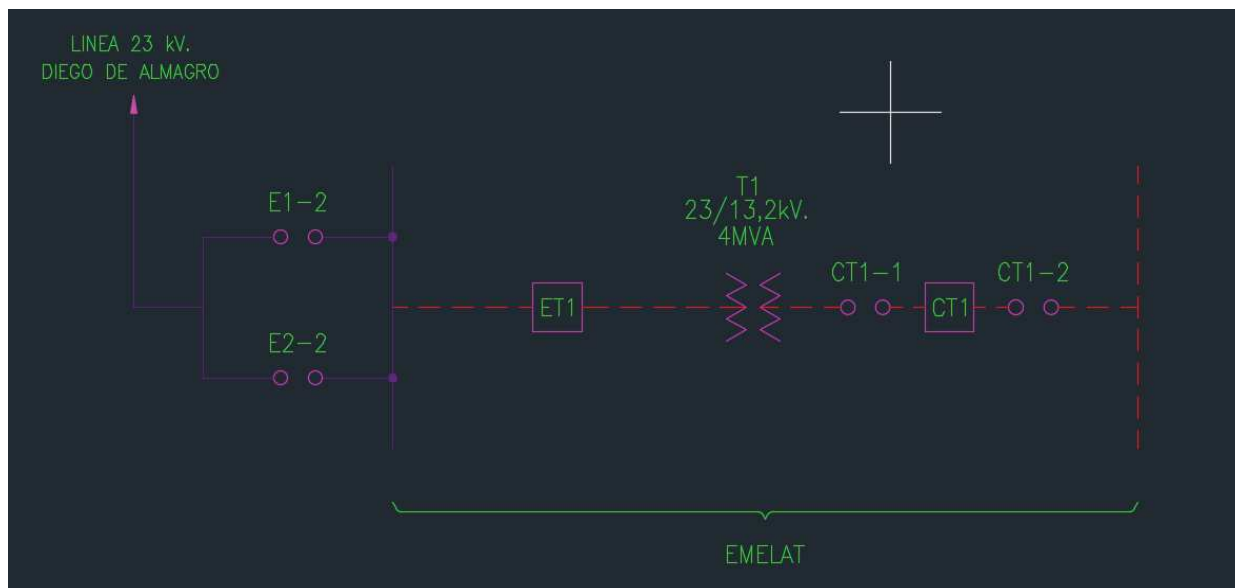 LINEA 23 kV.
DIEGO DE ALMAGRO
E1-2
T1
23/13,2kV.
4MVA
CT1-1
CT1-2
ET1
CT1
E2-2
EMELAT